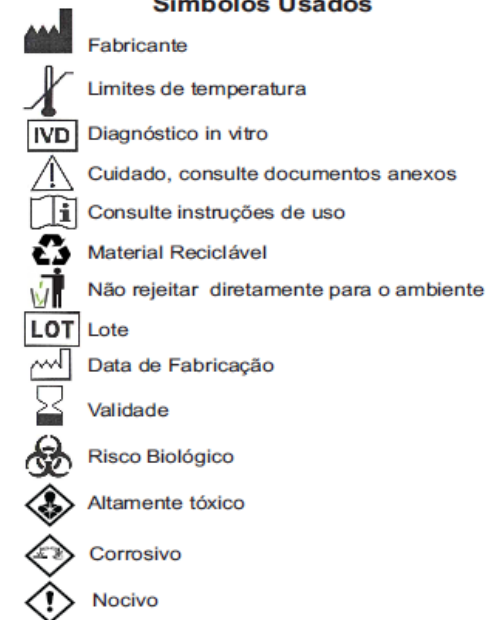 Símbolos Usados
Fabricante
Limites de temperatura
IVD Diagnóstico in vitro
Cuidado, consulte documentos anexos
i Consulte instruções de uso
Material Reciclável
Não rejeitar diretamente para o ambiente
LOT Lote
Data de Fabricação
Validade
Risco Biológico
Altamente tóxico
Corrosivo
! Nocivo